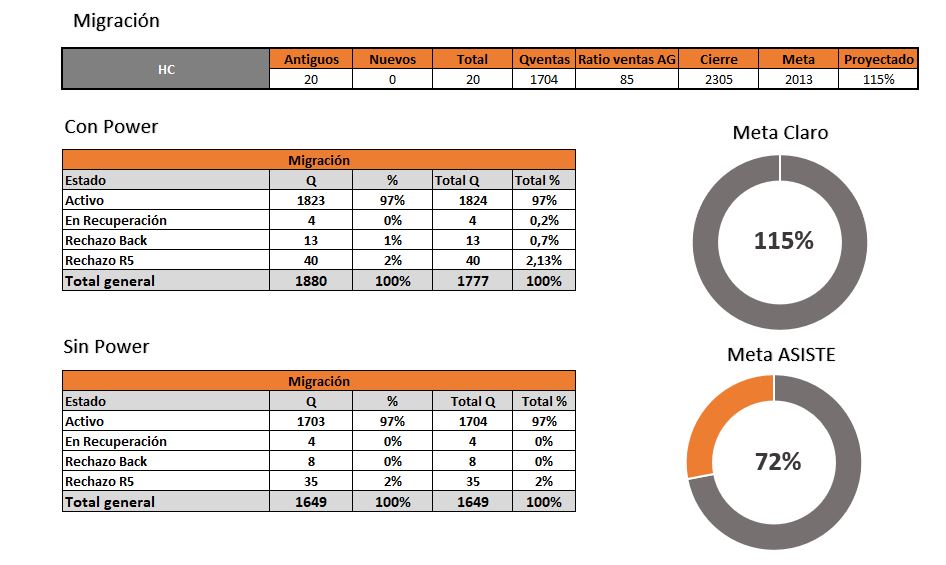 Migración
HC Antiguos Nuevos Total Qventas Ratio ventas AG Cierre Meta Proyectado
20 0 20 1704 85 2305 2013 115%
Con Power
Migración
Estado Q % Total Q Total %
Activo 1823 97% 1824 97%
En Recuperación 4 0% 4 0,2%
Rechazo Back 13 1% 13 0,7%
Rechazo R5 40 2% 40 2,13%
Total general 1880 100% 1777 100%
Meta Claro
115%
Sin Power
Migración
Estado Q % Total Q Total %
Activo 1703 97% 1704 97%
En Recuperación 4 0% 4 0%
Rechazo Back 8 0% 8 0%
Rechazo R5 35 2% 35 2%
Total general 1649 100% 1649 100%
Meta ASISTE
72%